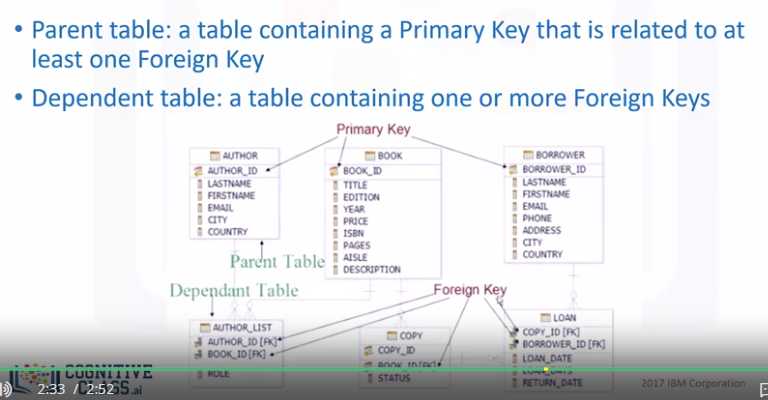 • Parent table: a table containing a Primary Key that is related to at
least one Foreign Key
• Dependent table: a table containing one or more Foreign Keys
Primary Key
AUTHOR
AUTHOR_ID
LASTNAME
FIRSTNAME
EMAIL
CITY
COUNTRY
BOOK
BOOK_ID
TITLE
EDITION
YEAR
PRICE
ISBN
PAGES
AISLE
DESCRIPTION
BORROWER
BORROWER_ID
LASTNAME
FIRSTNAME
EMAIL
PHONE
ADDRESS
CITY
COUNTRY
Parent Table
Dependant Table
Foreign Key
AUTHOR_LIST
AUTHOR_ID [FK]
BOOK_ID [FK]
ROLE
COPY
COPY_ID
BOOK_ID [FK]
STATUS
LOAN
COPY_ID [FK]
BORROWER_ID [FK]
LOAN_DATE
RETURN_DATE
COGNITIVE
CLASS.ai
2:33 / 2:52
2017 IBM Corporation